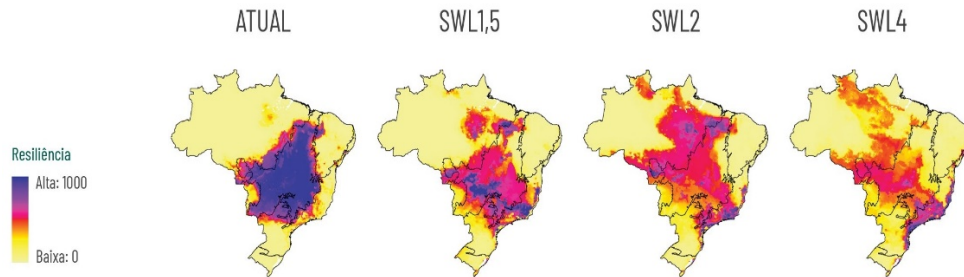 ATUAL
SWL1,5
SWL2
SWL4
Resiliência
Alta: 1000
Baixa: 0